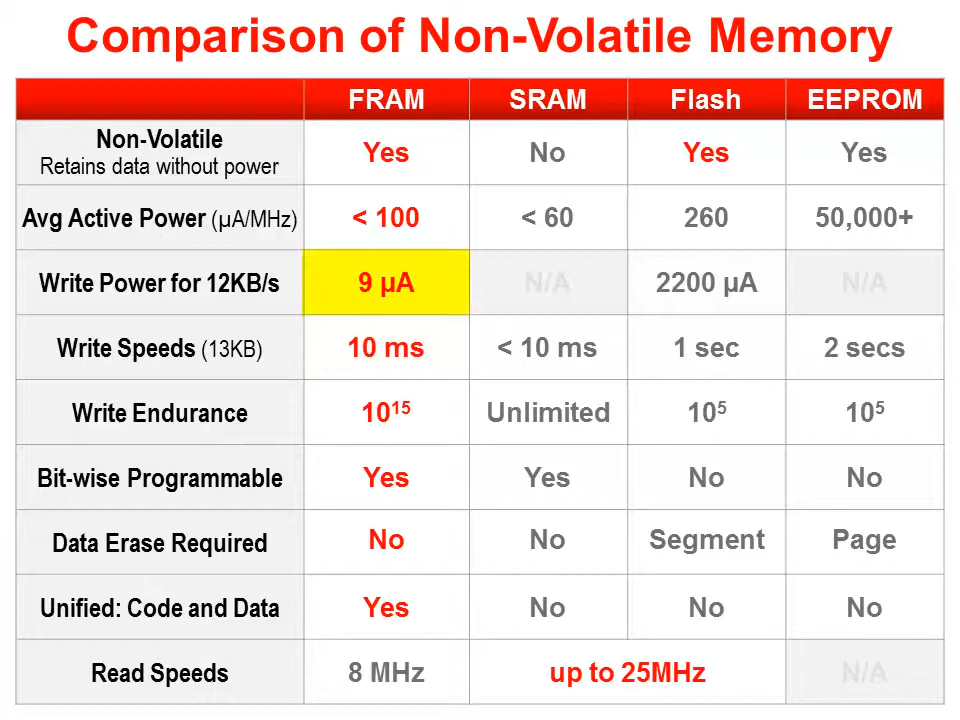 Comparison of Non-Volatile Memory
FRAM SRAM Flash EEPROM
Non-Volatile
Retains data without power
Yes No Yes Yes
Avg Active Power (µA/MHz) < 100 < 60 260 50,000+
Write Power for 12KB/s 9 µA N/A 2200 µA N/A
Write Speeds (13KB) 10 ms < 10 ms 1 sec 2 secs
Write Endurance 10¹⁵ Unlimited 10⁵ 10⁵
Bit-wise Programmable Yes Yes No No
Data Erase Required No No Segment Page
Unified: Code and Data Yes No No No
Read Speeds 8 MHz up to 25MHz N/A